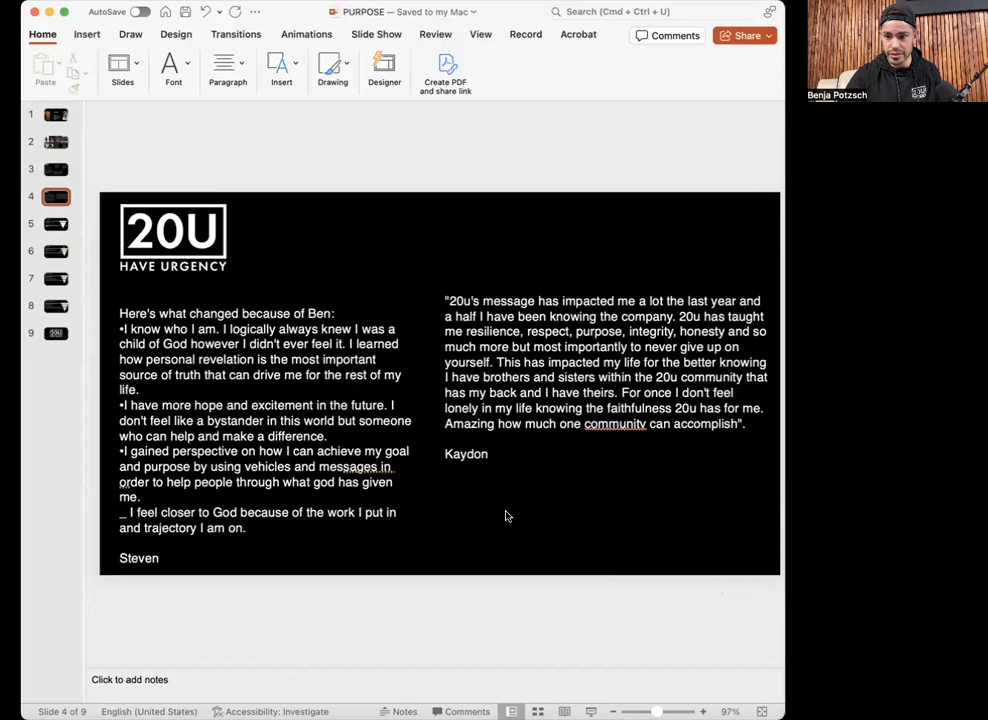 AutoSave
PURPOSE — Saved to my Mac
Search (Cmd + Ctrl + U)
Home
Insert
Draw
Design
Transitions
Animations
Slide Show
Review
View
Record
Acrobat
Comments
Share
Paste
Slides
Font
Paragraph
Insert
Drawing
Designer
Create PDF
and share link
Benja Potzsch
1
2
3
4
5
6
7
8
9
20U
HAVE URGENCY
Here's what changed because of Ben:
•I know who I am. I logically always knew I was a
child of God however I didn't ever feel it. I learned
how personal revelation is the most important
source of truth that can drive me for the rest of my
life.
•I have more hope and excitement in the future. I
don't feel like a bystander in this world but someone
who can help and make a difference.
•I gained perspective on how I can achieve my goal
and purpose by using vehicles and messages in
order to help people through what god has given
me.
_ I feel closer to God because of the work I put in
and trajectory I am on.
Steven
"20u's message has impacted me a lot the last year and
a half I have been knowing the company. 20u has taught
me resilience, respect, purpose, integrity, honesty and so
much more but most importantly to never give up on
yourself. This has impacted my life for the better knowing
I have brothers and sisters within the 20u community that
has my back and I have theirs. For once I don't feel
lonely in my life knowing the faithfulness 20u has for me.
Amazing how much one community can accomplish".
Kaydon
Click to add notes
Slide 4 of 9
English (United States)
Accessibility: Investigate
Notes
Comments
97%